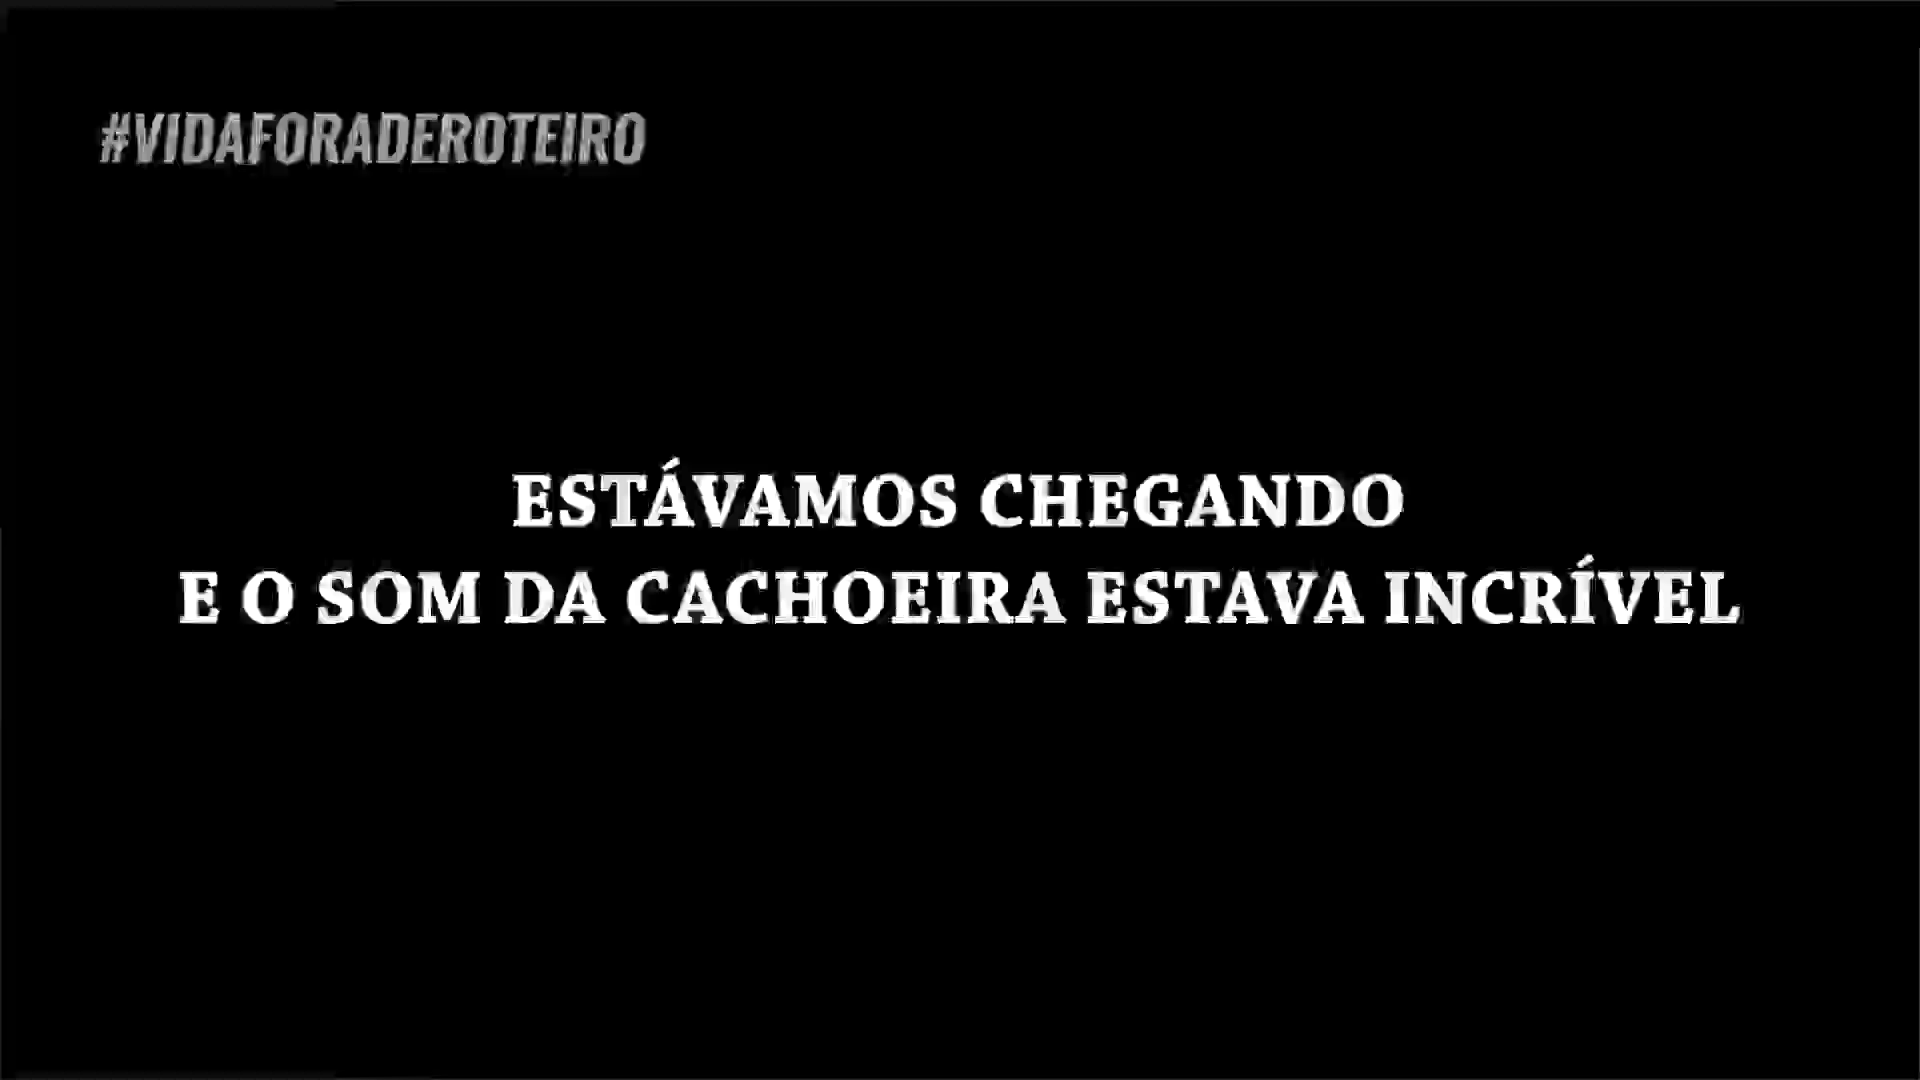 #VIDAFORADEROTEIRO
ESTÁVAMOS CHEGANDO
E O SOM DA CACHOEIRA ESTAVA INCRÍVEL